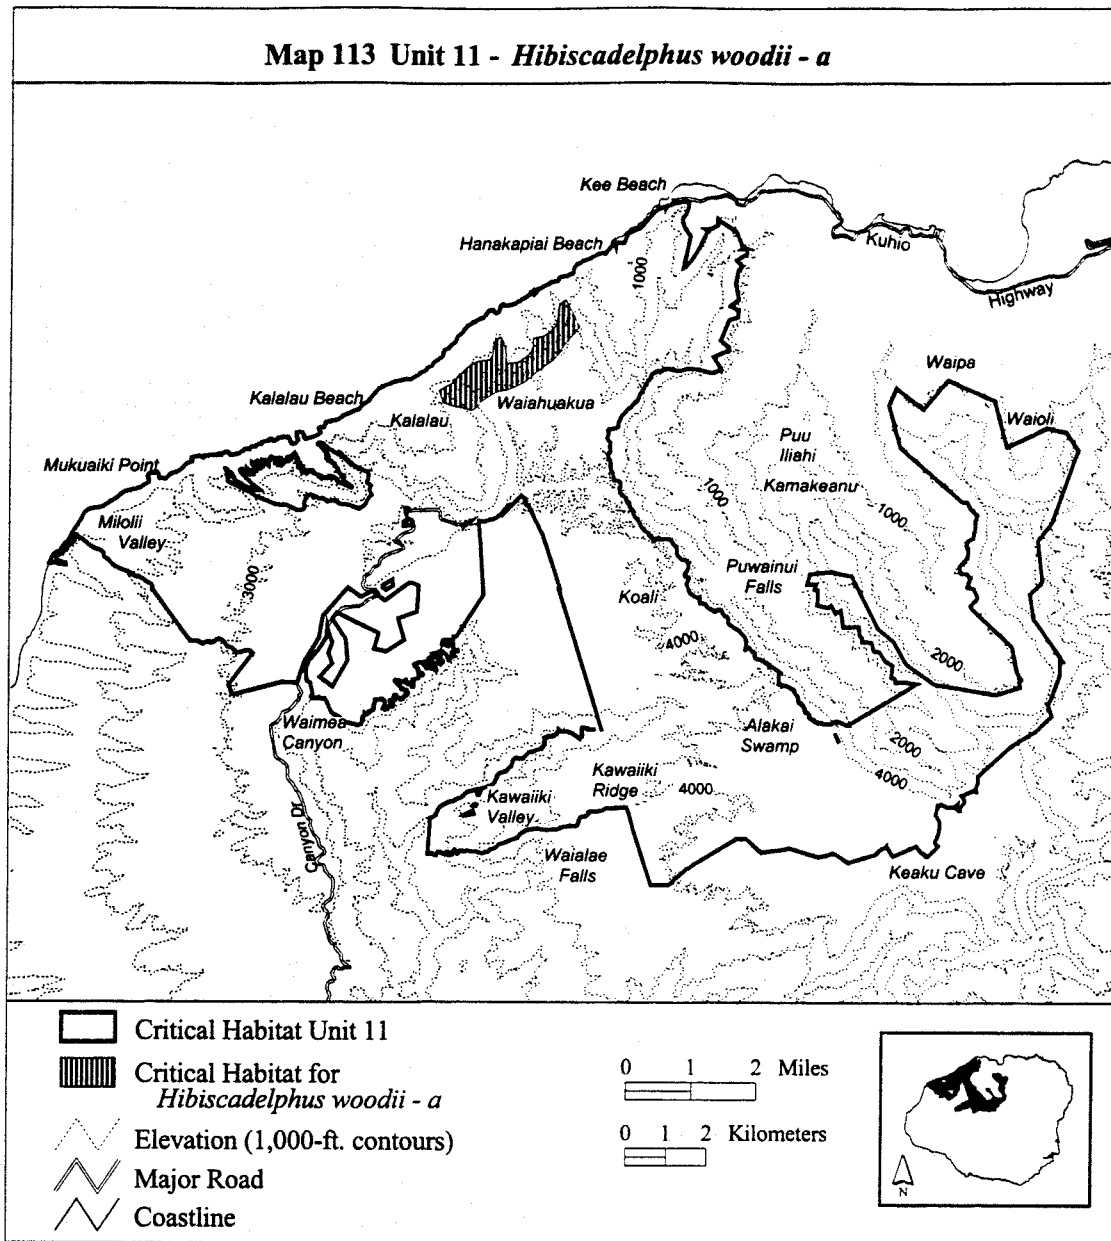 Map 113 Unit 11 - Hibiscadelphus woodii - a
Kee Beach
Hanakapiai Beach
Kuhio
Highway
1000
Waipa
Waioli
Kalalau Beach
Waiahuakua
Kalalau
Puu
Iliahi
Kamakeanu
Mukuaiki Point
1000
1000
Milolii
Valley
3000
Puwainui
Falls
Koali
4000
2000
Waimea
Canyon
Alakai
Swamp
2000
4000
Kawaiiki
Ridge
4000
Kawaiiki
Valley
Canyon Dr
Waialae
Falls
Keaku Cave
Critical Habitat Unit 11
Critical Habitat for
Hibiscadelphus woodii - a
Elevation (1,000-ft. contours)
Major Road
Coastline
0 1 2 Miles
0 1 2 Kilometers
N